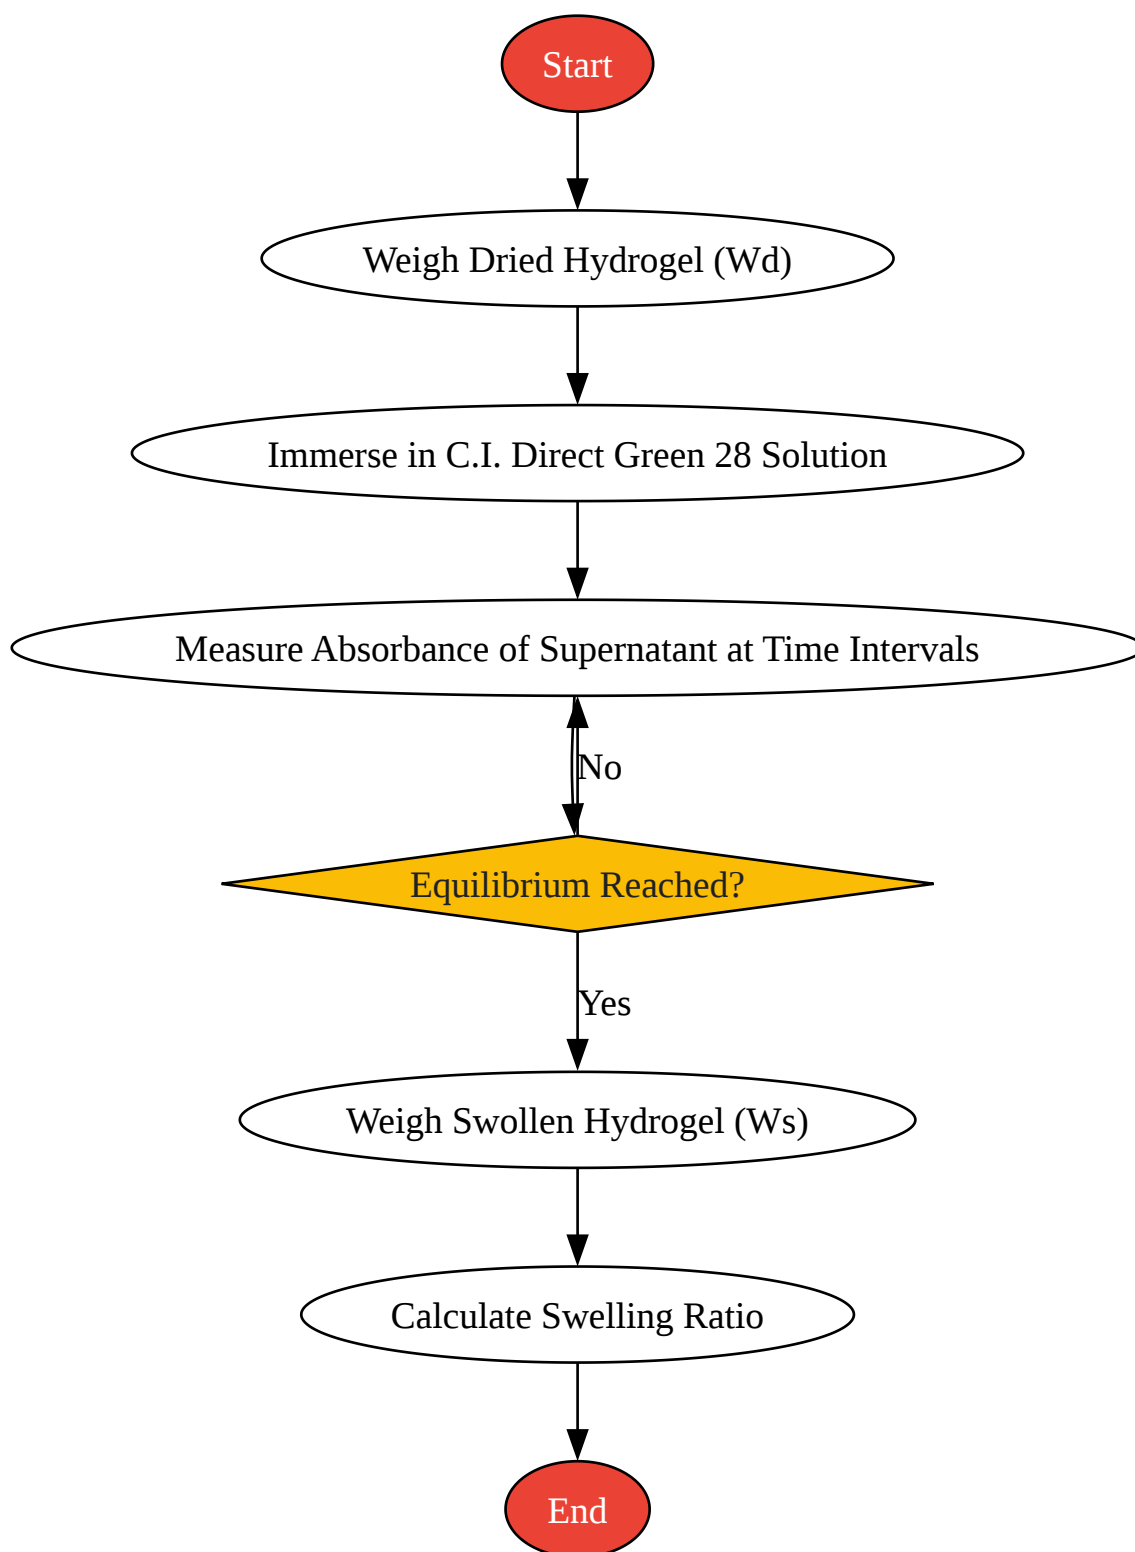 Start
Weigh Dried Hydrogel (Wd)
Immerse in C.I. Direct Green 28 Solution
Measure Absorbance of Supernatant at Time Intervals
No
Equilibrium Reached?
Yes
Weigh Swollen Hydrogel (Ws)
Calculate Swelling Ratio
End